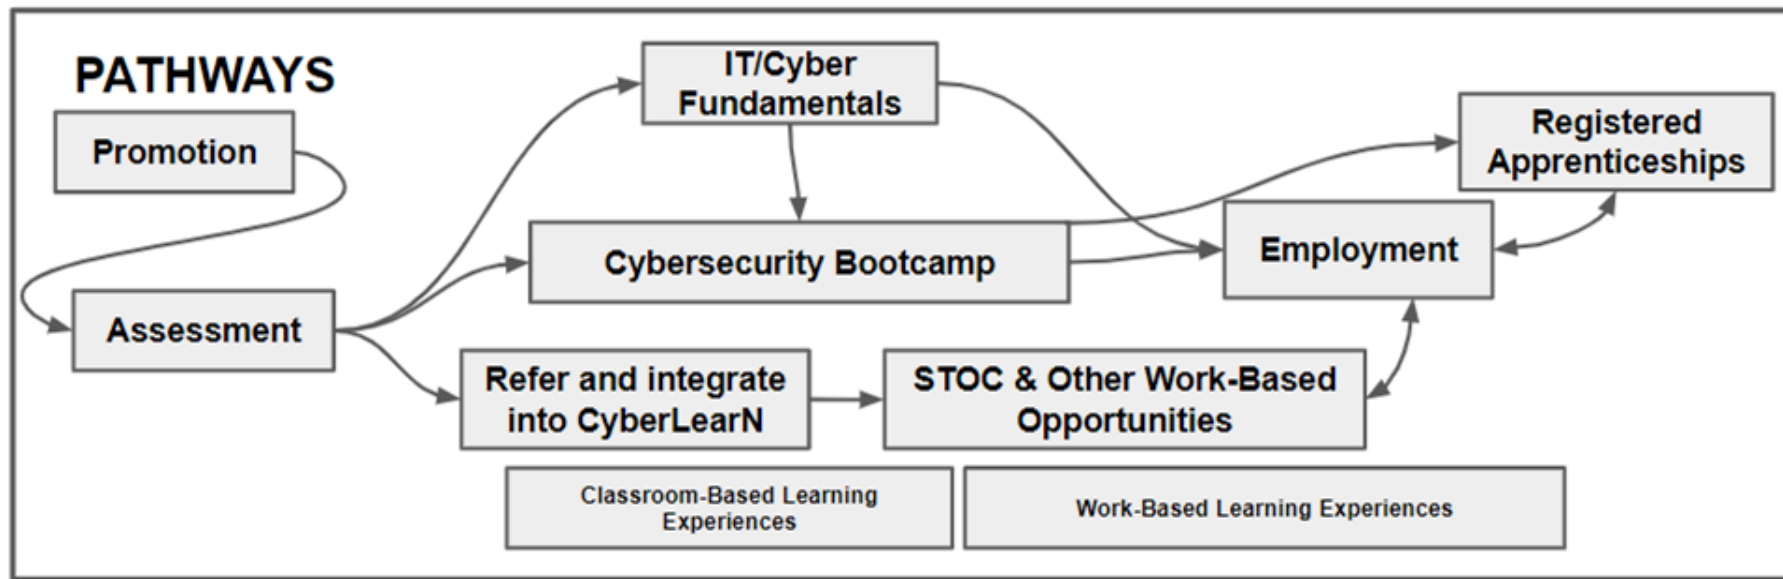 PATHWAYS
Promotion
Assessment
IT/Cyber
Fundamentals
Cybersecurity Bootcamp
Refer and integrate
into CyberLearN
STOC & Other Work-Based
Opportunities
Employment
Registered
Apprenticeships
Classroom-Based Learning
Experiences
Work-Based Learning Experiences